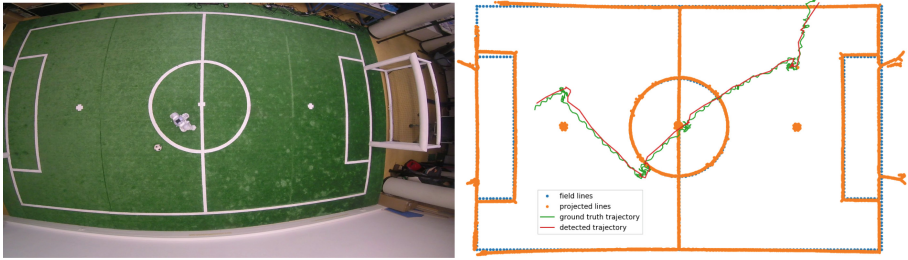 field lines
projected lines
ground truth trajectory
detected trajectory